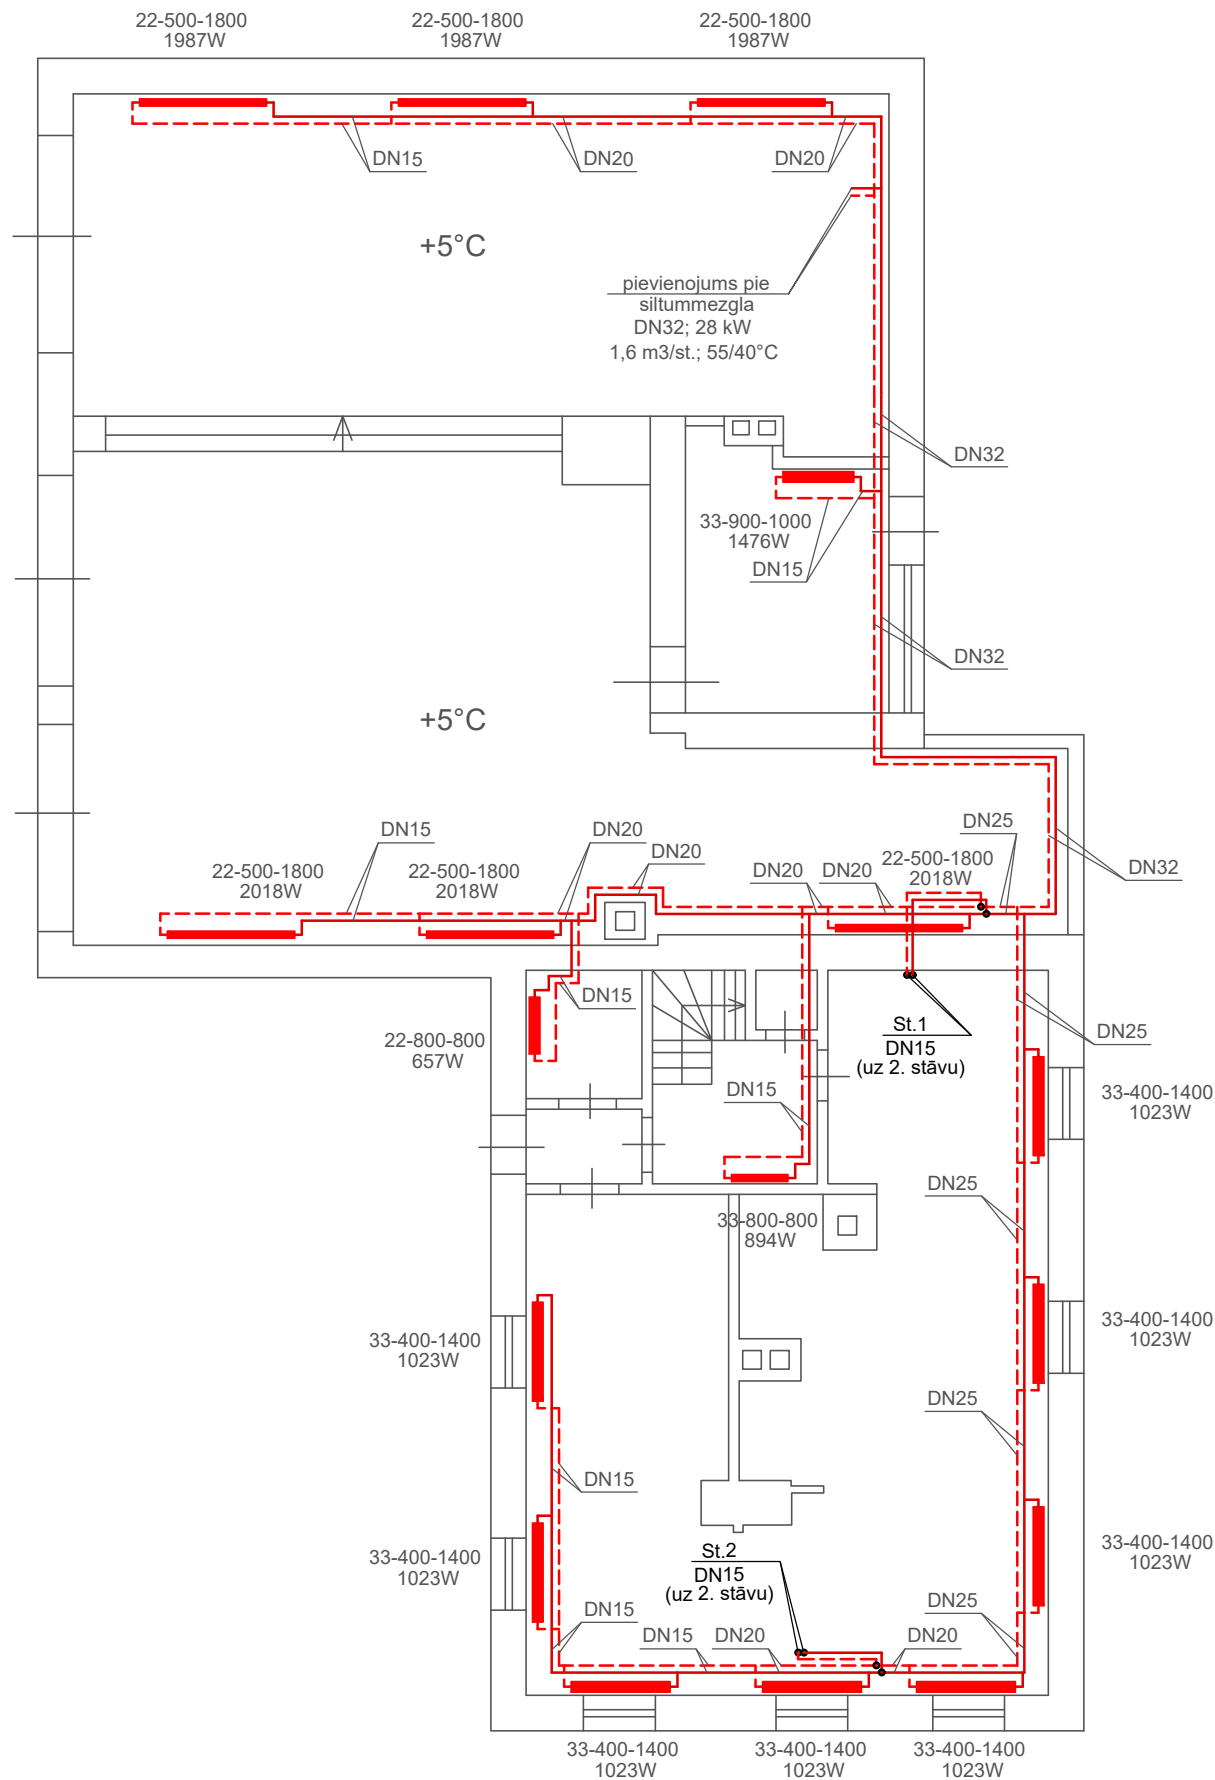 22-500-1800
1987W
22-500-1800
1987W
22-500-1800
1987W
DN15
DN20
DN20
+5°C
pievienojums pie
siltummezgla
DN32; 28 kW
1,6 m3/st.; 55/40°C
DN32
33-900-1000
1476W
DN15
DN32
+5°C
DN15
DN20
DN20
DN25
22-500-1800
2018W
22-500-1800
2018W
DN20
DN20
22-500-1800
2018W
DN32
DN15
22-800-800
657W
St.1
DN15
(uz 2. stāvu)
DN25
DN15
33-400-1400
1023W
DN25
33-800-800
894W
33-400-1400
1023W
33-400-1400
1023W
DN25
DN15
33-400-1400
1023W
33-400-1400
1023W
St.2
DN15
(uz 2. stāvu)
DN15
DN15
DN20
DN20
DN25
33-400-1400
1023W
33-400-1400
1023W
33-400-1400
1023W